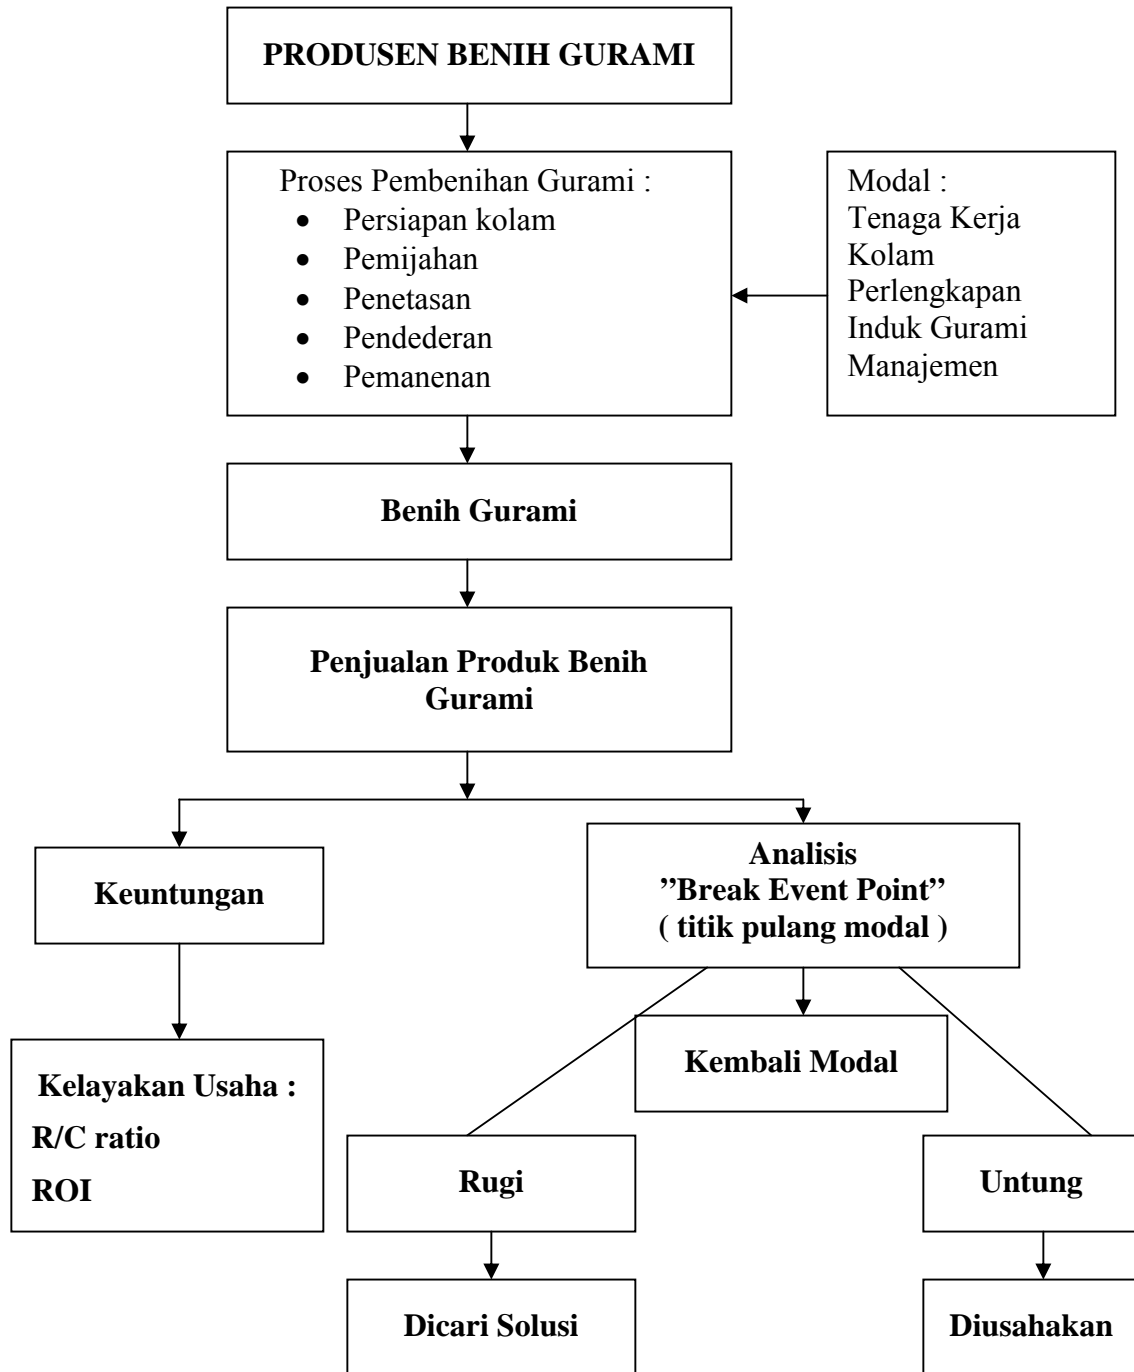 PRODUSEN BENIH GURAMI
Proses Pembenihan Gurami :
• Persiapan kolam
• Pemijahan
• Penetasan
• Pendederan
• Pemanenan
Modal :
Tenaga Kerja
Kolam
Perlengkapan
Induk Gurami
Manajemen
Benih Gurami
Penjualan Produk Benih
Gurami
Keuntungan
Analisis
”Break Event Point”
( titik pulang modal )
Kembali Modal
Kelayakan Usaha :
R/C ratio
ROI
Rugi
Untung
Dicari Solusi
Diusahakan